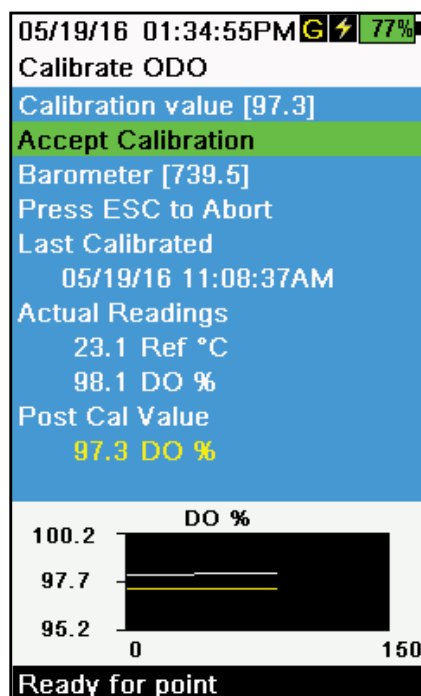 05/19/16 01:34:55PM G 77%
Calibrate ODO
Calibration value [97.3]
Accept Calibration
Barometer [739.5]
Press ESC to Abort
Last Calibrated
05/19/16 11:08:37AM
Actual Readings
23.1 Ref °C
98.1 DO %
Post Cal Value
97.3 DO %
DO %
100.2
97.7
95.2
0 150
Ready for point